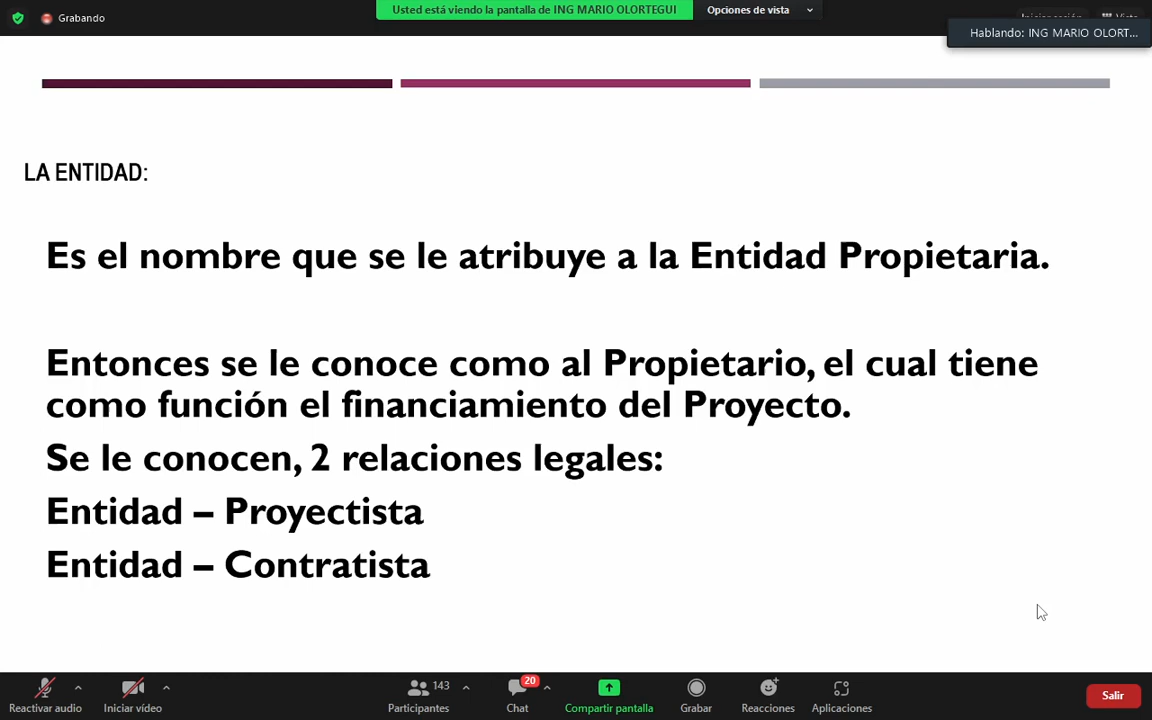 Grabando
Usted está viendo la pantalla de ING MARIO OLORTEGUI
Opciones de vista
Iniciar sesión
Vista
Hablando: ING MARIO OLORT...
LA ENTIDAD:
Es el nombre que se le atribuye a la Entidad Propietaria.
Entonces se le conoce como al Propietario, el cual tiene
como función el financiamiento del Proyecto.
Se le conocen, 2 relaciones legales:
Entidad – Proyectista
Entidad – Contratista
Reactivar audio
Iniciar vídeo
143
Participantes
20
Chat
Compartir pantalla
Grabar
Reacciones
Aplicaciones
Salir